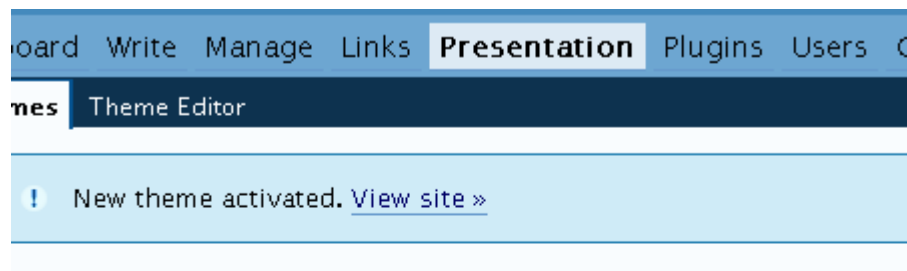 oard Write Manage Links Presentation Plugins Users
mes Theme Editor
! New theme activated. View site »